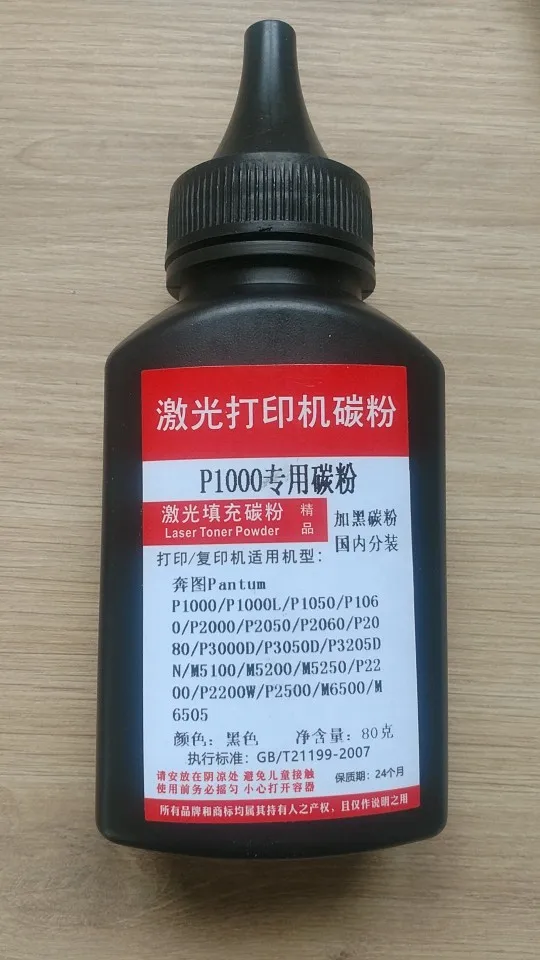 激光打印机碳粉
P1000专用碳粉
激光填充碳粉 精品
Laser Toner Powder
加黑碳粉
国内分装
打印/复印机适用机型：
奔图Pantum
P1000/P1000L/P1050/P106
0/P2000/P2050/P2060/P20
80/P3000D/P3050D/P3205D
N/M5100/M5200/M5250/P22
00/P2200W/P2500/M6500/M
6505
颜色：黑色 净含量：80克
执行标准：GB/T21199-2007
请安放在阴凉处 避免儿童接触
使用前务必摇匀 小心打开容器
保质期：24个月
所有品牌和商标均属其持有人之产权，且仅作说明之用